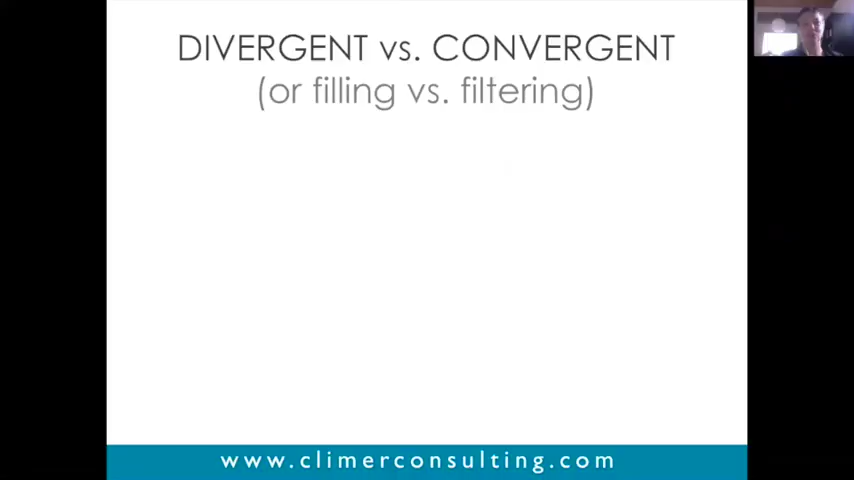 DIVERGENT vs. CONVERGENT
(or filling vs. filtering)
www.climerconsulting.com